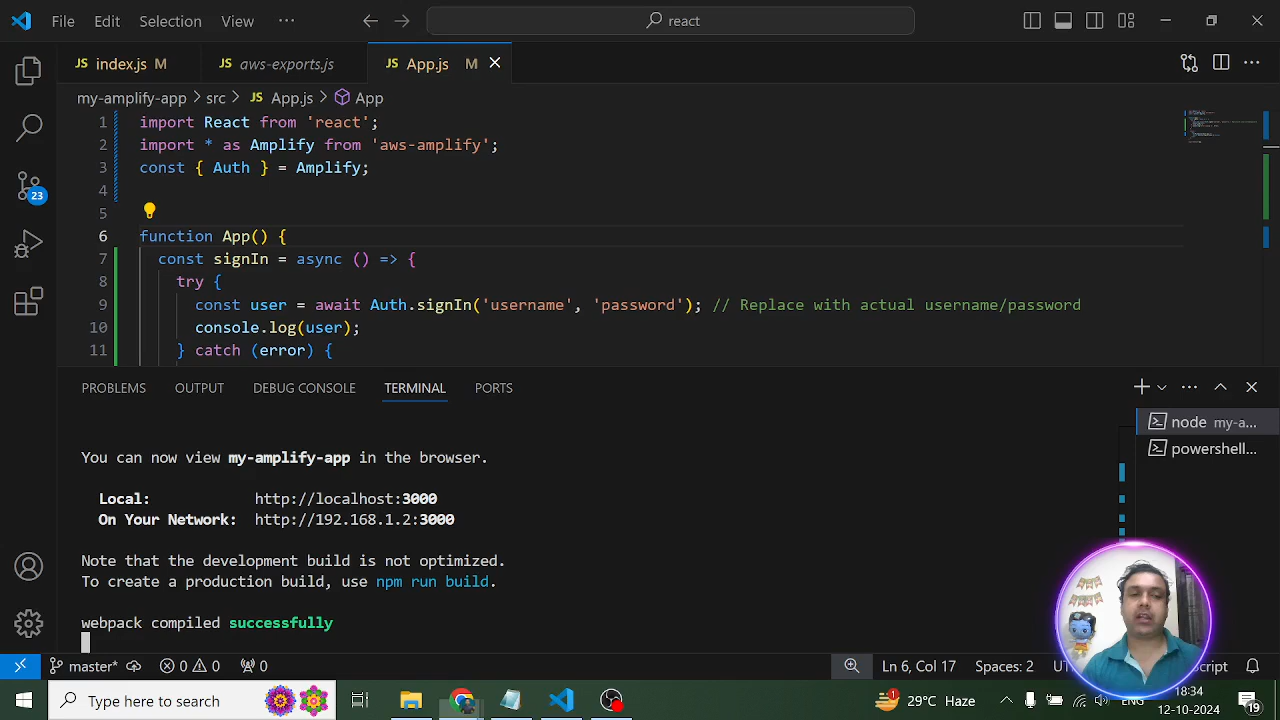 File Edit Selection View ··· react
JS index.js M JS aws-exports.js JS App.js M
my-amplify-app > src > JS App.js > App
1 import React from 'react';
2 import * as Amplify from 'aws-amplify';
3 const { Auth } = Amplify;
4
5
6 function App() {
7 const signIn = async () => {
8 try {
9 const user = await Auth.signIn('username', 'password'); // Replace with actual username/password
10 console.log(user);
11 } catch (error) {
23
PROBLEMS OUTPUT DEBUG CONSOLE TERMINAL PORTS
node my-a...
powershell...
You can now view my-amplify-app in the browser.
Local: http://localhost:3000
On Your Network: http://192.168.1.2:3000
Note that the development build is not optimized.
To create a production build, use npm run build.
webpack compiled successfully
master* 0 0 0 Ln 6, Col 17 Spaces: 2
Type here to search
1 29°C Haze ENG 18:34
12-10-2024
19